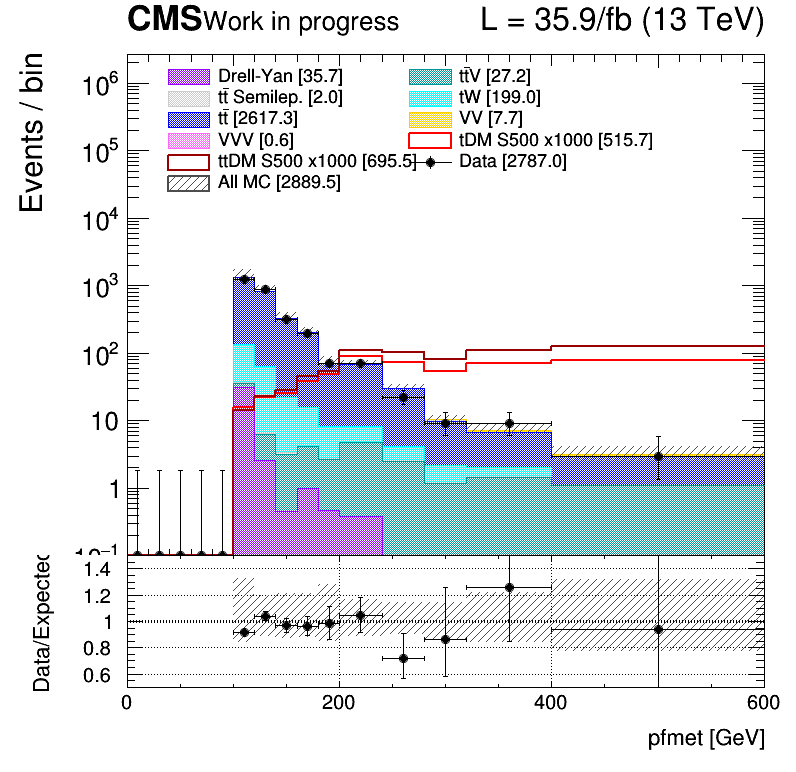 CMS Work in progress L = 35.9/fb (13 TeV)
Events / bin
Drell-Yan [35.7] tt̄V [27.2]
tt̄ Semilep. [2.0] tW [199.0]
tt̄ [2617.3] VV [7.7]
VVV [0.6] tDM S500 x1000 [515.7]
ttDM S500 x1000 [695.5] Data [2787.0]
All MC [2889.5]
10⁶
10⁵
10⁴
10³
10²
10
1
10⁻¹
Data/Expected
1.4
1.2
1
0.8
0.6
0 200 400 600
pfmet [GeV]